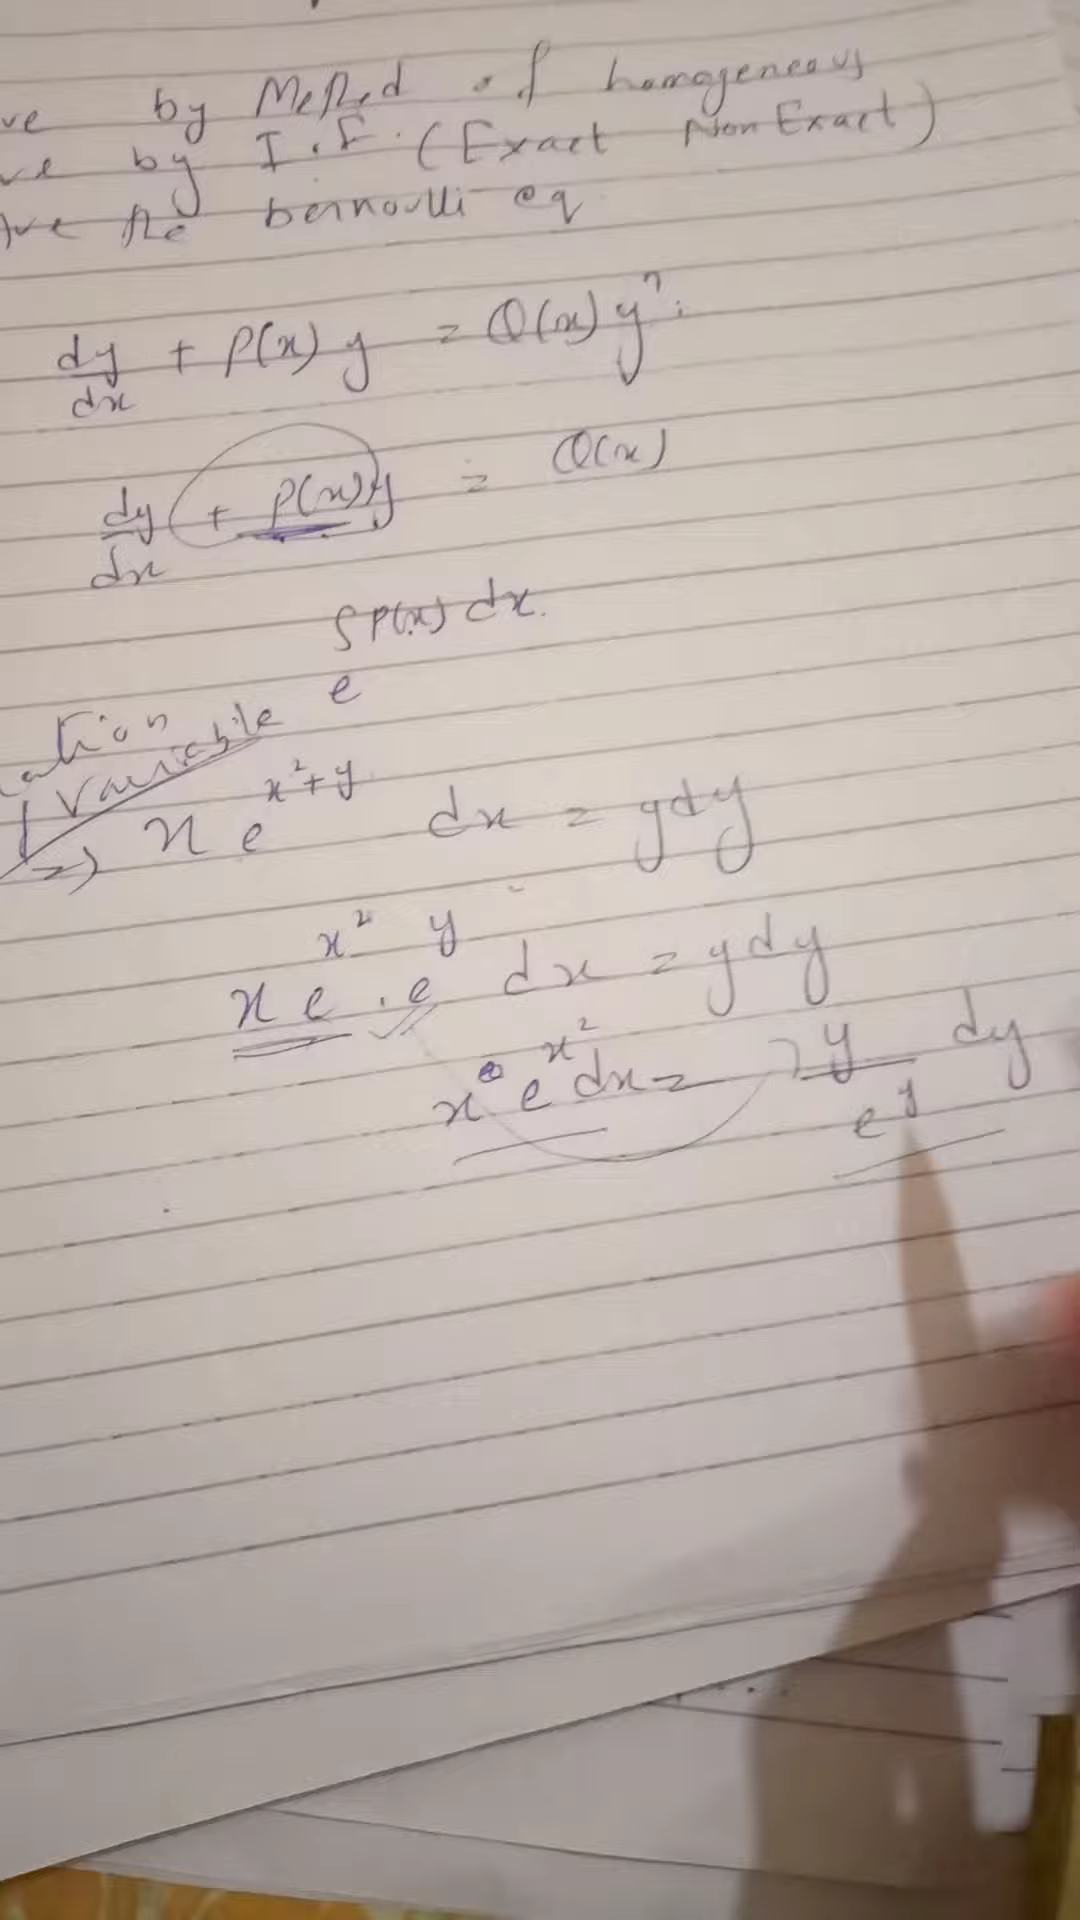 by Method of homogeneous
by I.F. (Exact Non Exact)
the bernoulli eq
dy/dx + P(x) y = Q(x) yⁿ
dy/dx + P(x)y = Q(x)
e^∫P(x) dx.
variable
=> x e^x²+y dx = y dy
x e^x² . e^y dx = y dy
x e^x² dx = y/e^y dy